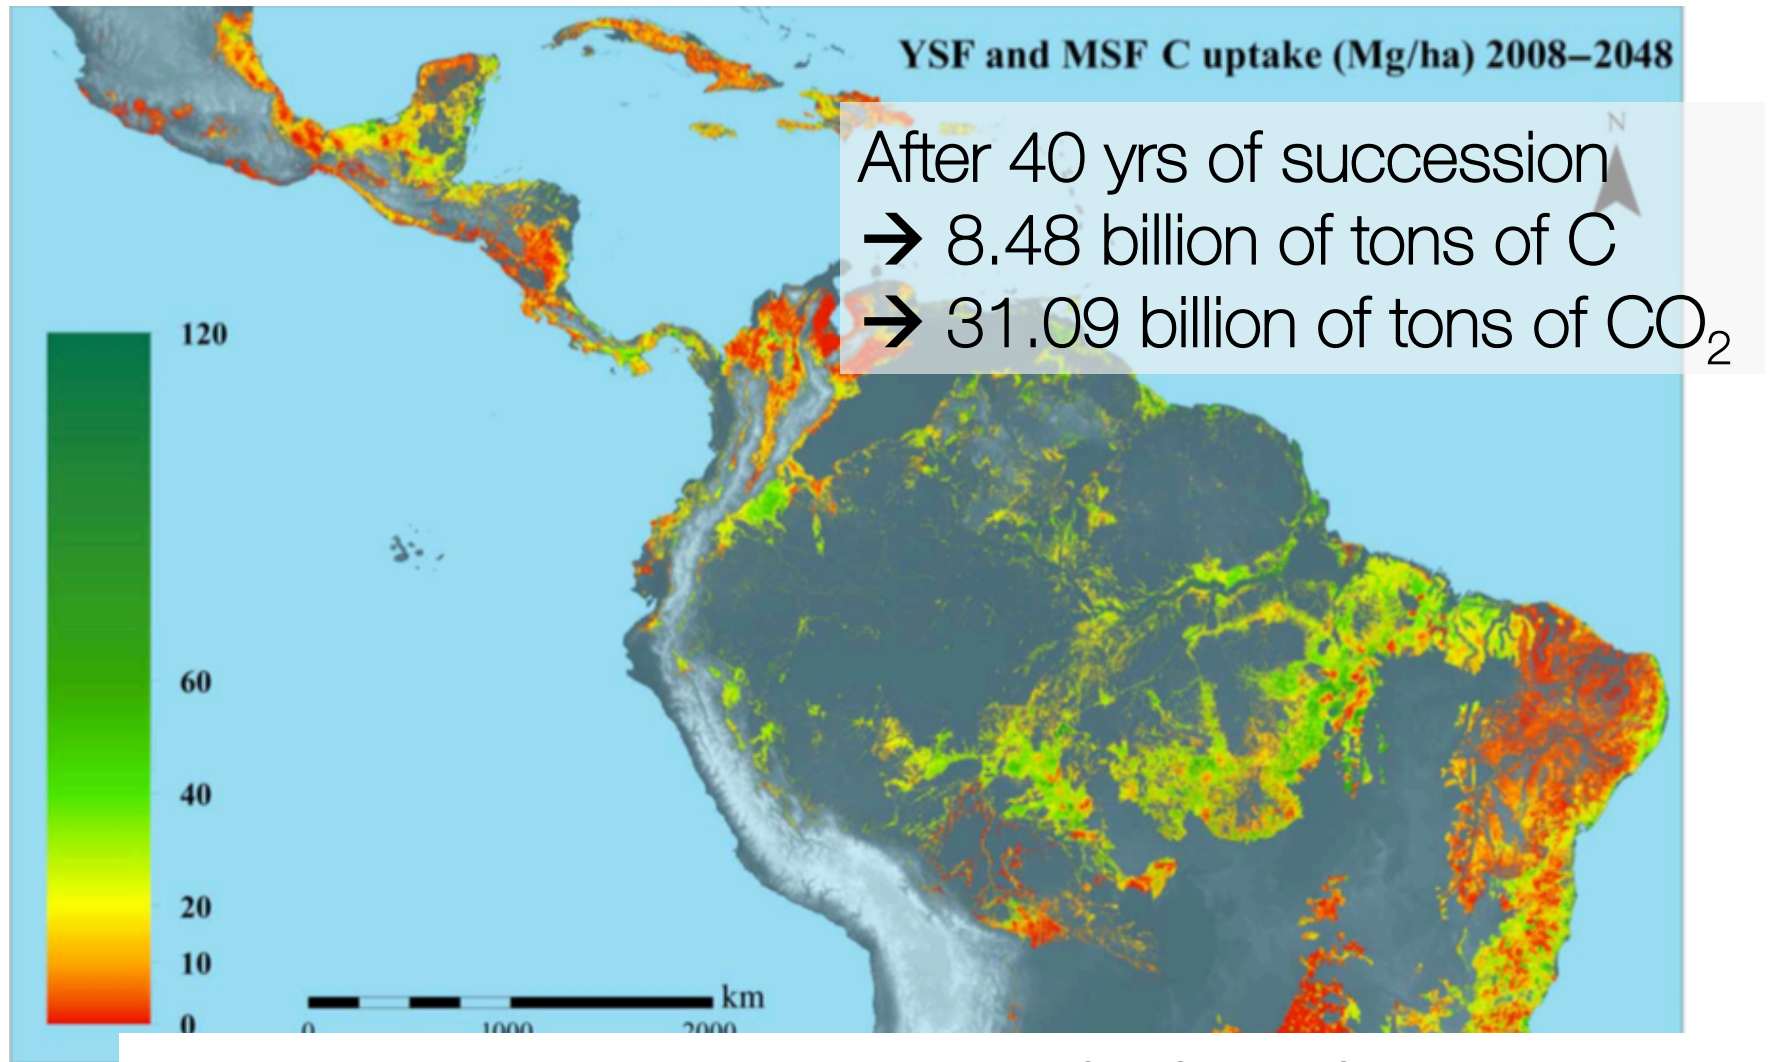 YSF and MSF C uptake (Mg/ha) 2008–2048
N
After 40 yrs of succession
→ 8.48 billion of tons of C
→ 31.09 billion of tons of CO₂
120
60
40
20
10
0
km
0 1000 2000